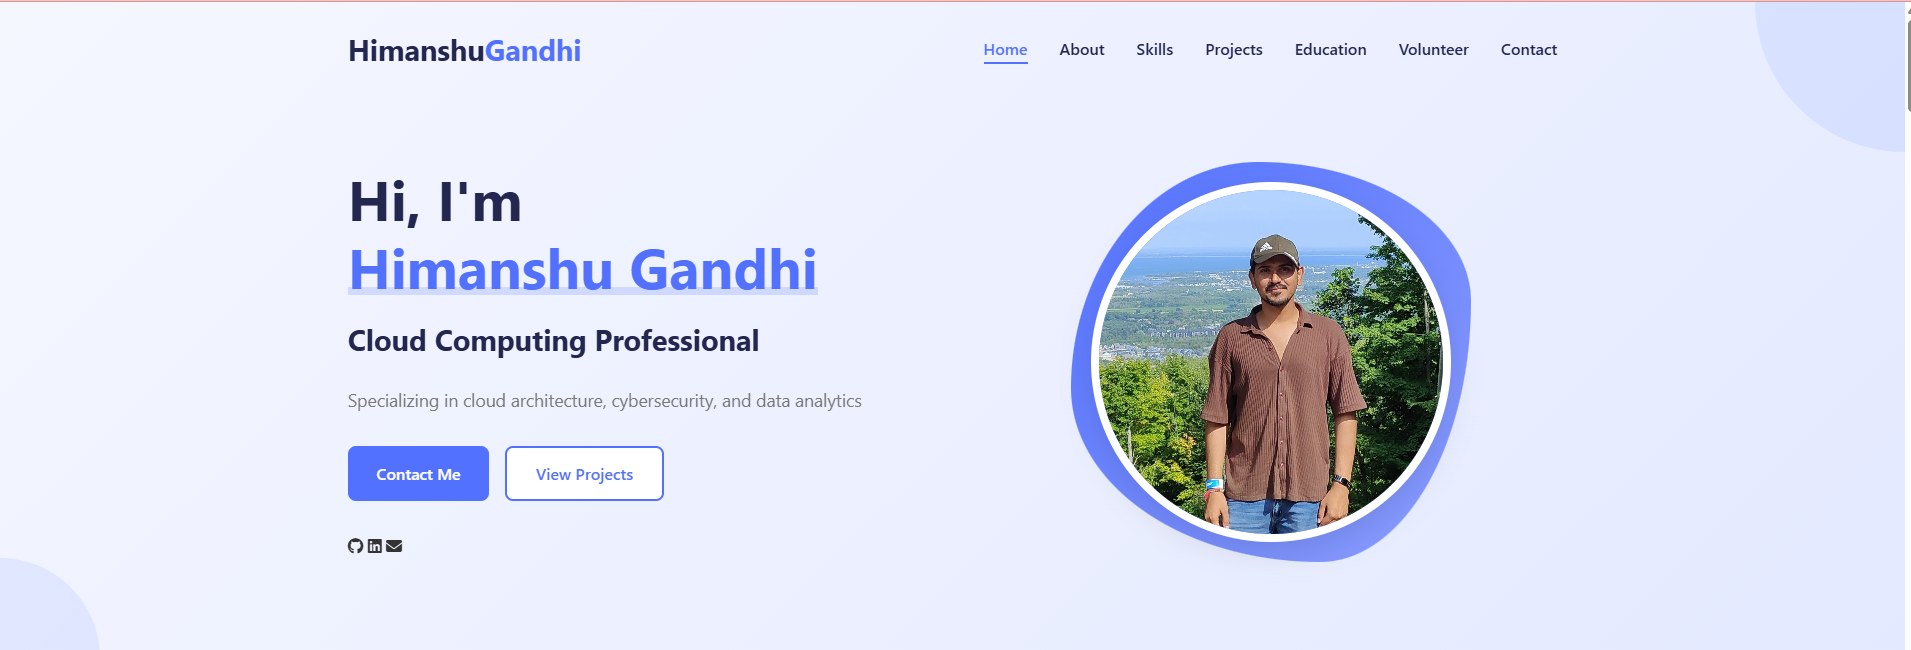 HimanshuGandhi
Home About Skills Projects Education Volunteer Contact
Hi, I'm
Himanshu Gandhi
Cloud Computing Professional
Specializing in cloud architecture, cybersecurity, and data analytics
Contact Me View Projects